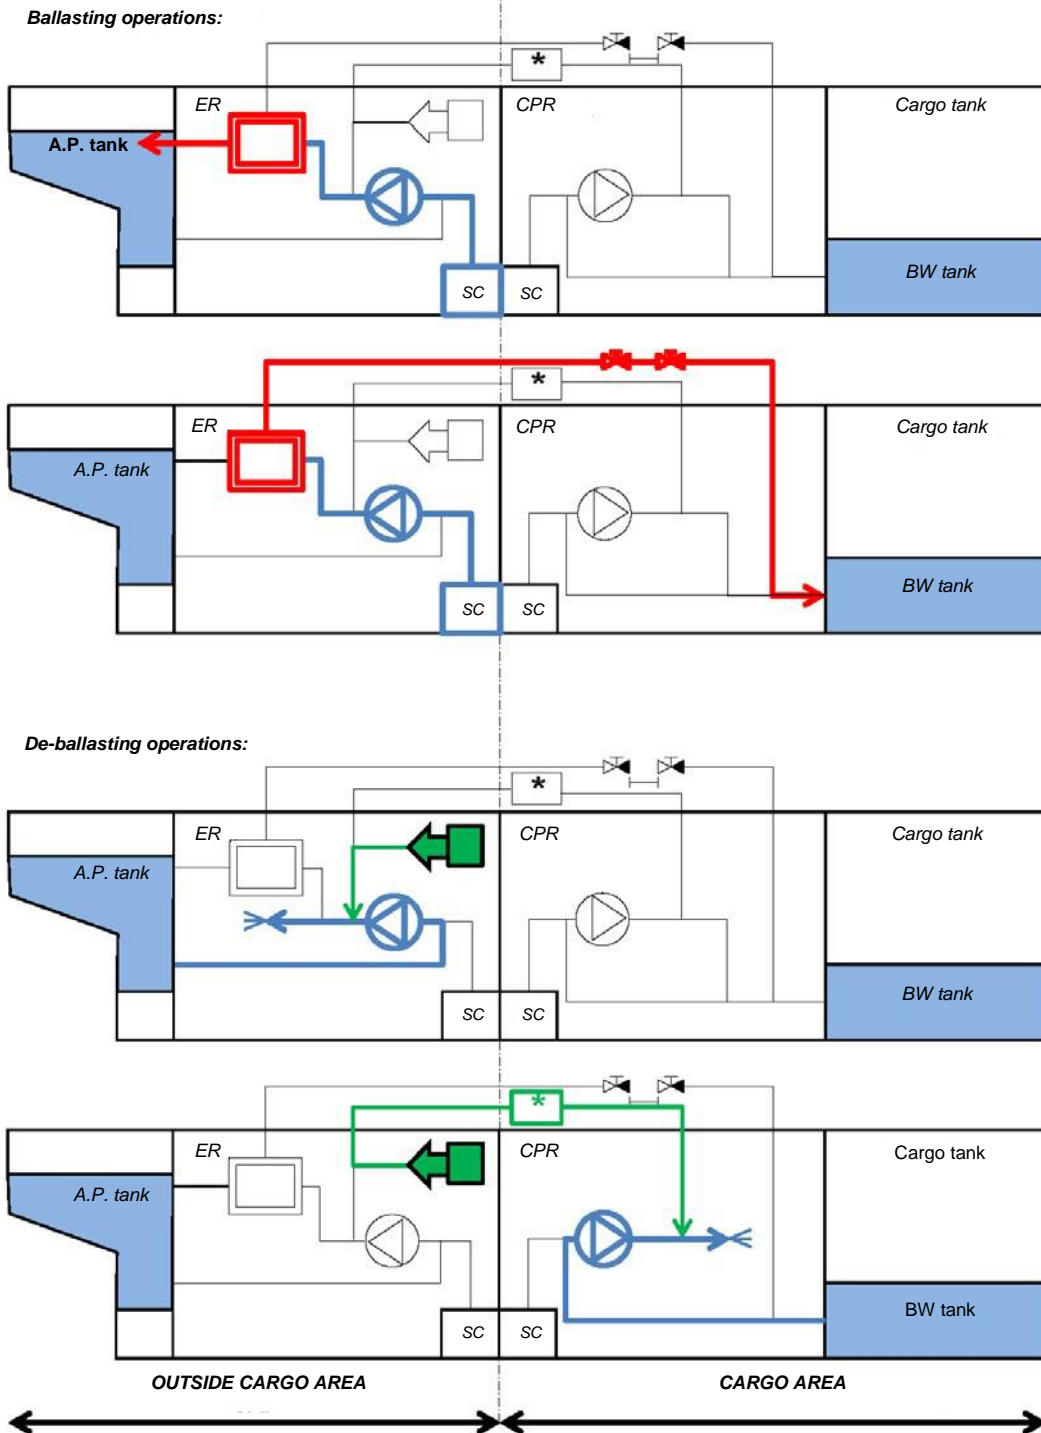 Ballasting operations:
*
ER
CPR
Cargo tank
A.P. tank
BW tank
SC
SC
*
ER
CPR
Cargo tank
A.P. tank
BW tank
SC
SC
De-ballasting operations:
*
ER
CPR
Cargo tank
A.P. tank
BW tank
SC
SC
*
ER
CPR
Cargo tank
A.P. tank
BW tank
SC
SC
OUTSIDE CARGO AREA
CARGO AREA